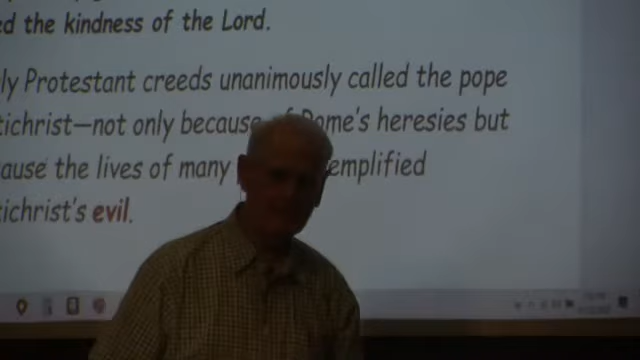 ed the kindness of the Lord.
ly Protestant creeds unanimously called the pope
tichrist—not only because of Rome's heresies but
ause the lives of many emplified
tichrist's evil.